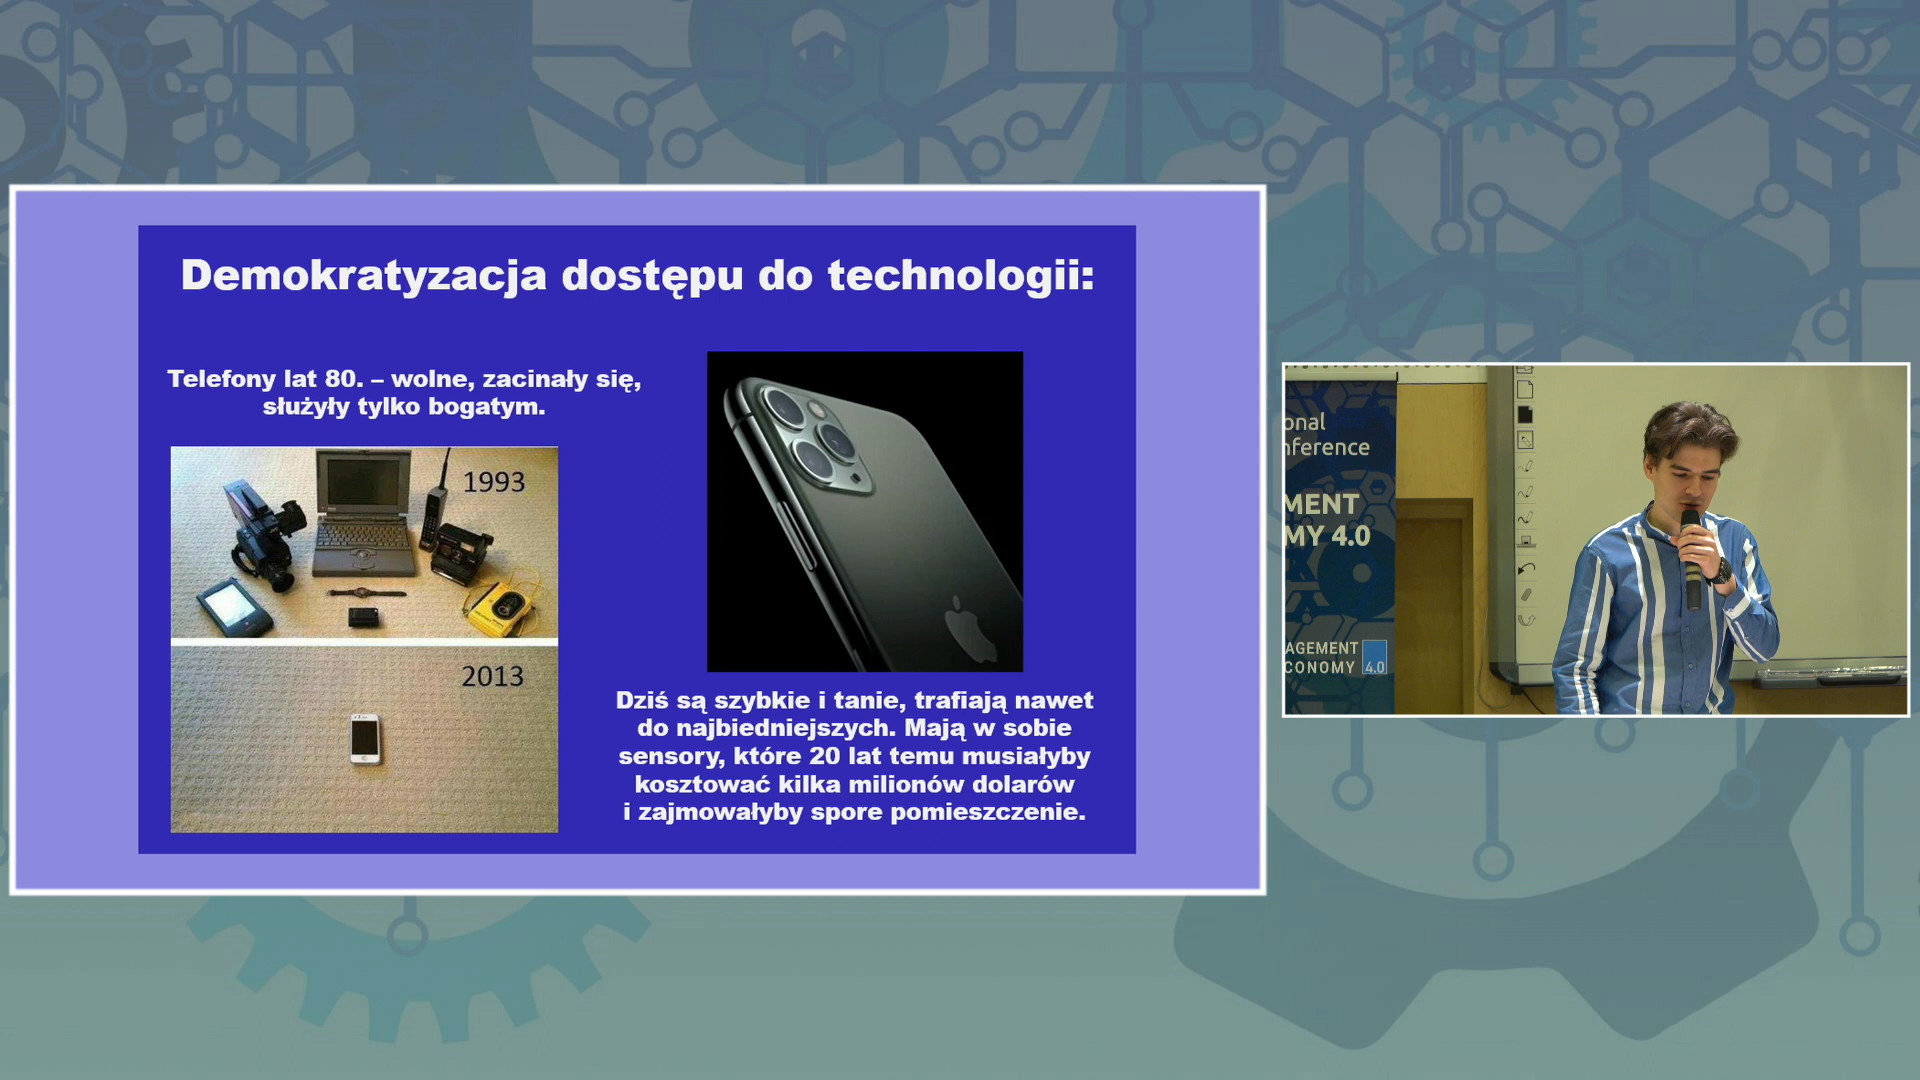 Demokratyzacja dostępu do technologii:
Telefony lat 80. – wolne, zacinały się,
służyły tylko bogatym.
1993
2013
Dziś są szybkie i tanie, trafiają nawet
do najbiedniejszych. Mają w sobie
sensory, które 20 lat temu musiałyby
kosztować kilka milionów dolarów
i zajmowałyby spore pomieszczenie.
onal
nference
MENT
MY 4.0
AGEMENT
CONOMY 4.0